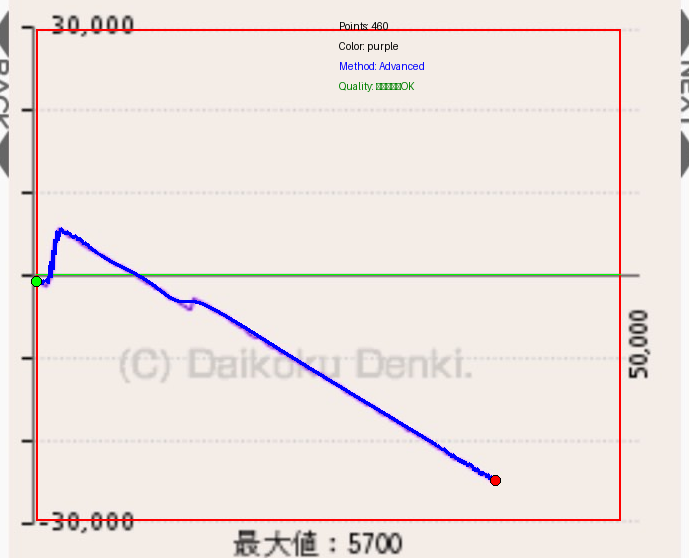 30,000
Points: 460
Color: purple
Method: Advanced
Quality: OK
BACK
NEXT
50,000
(C) Daikoku Denki.
-30,000
最大値：5700